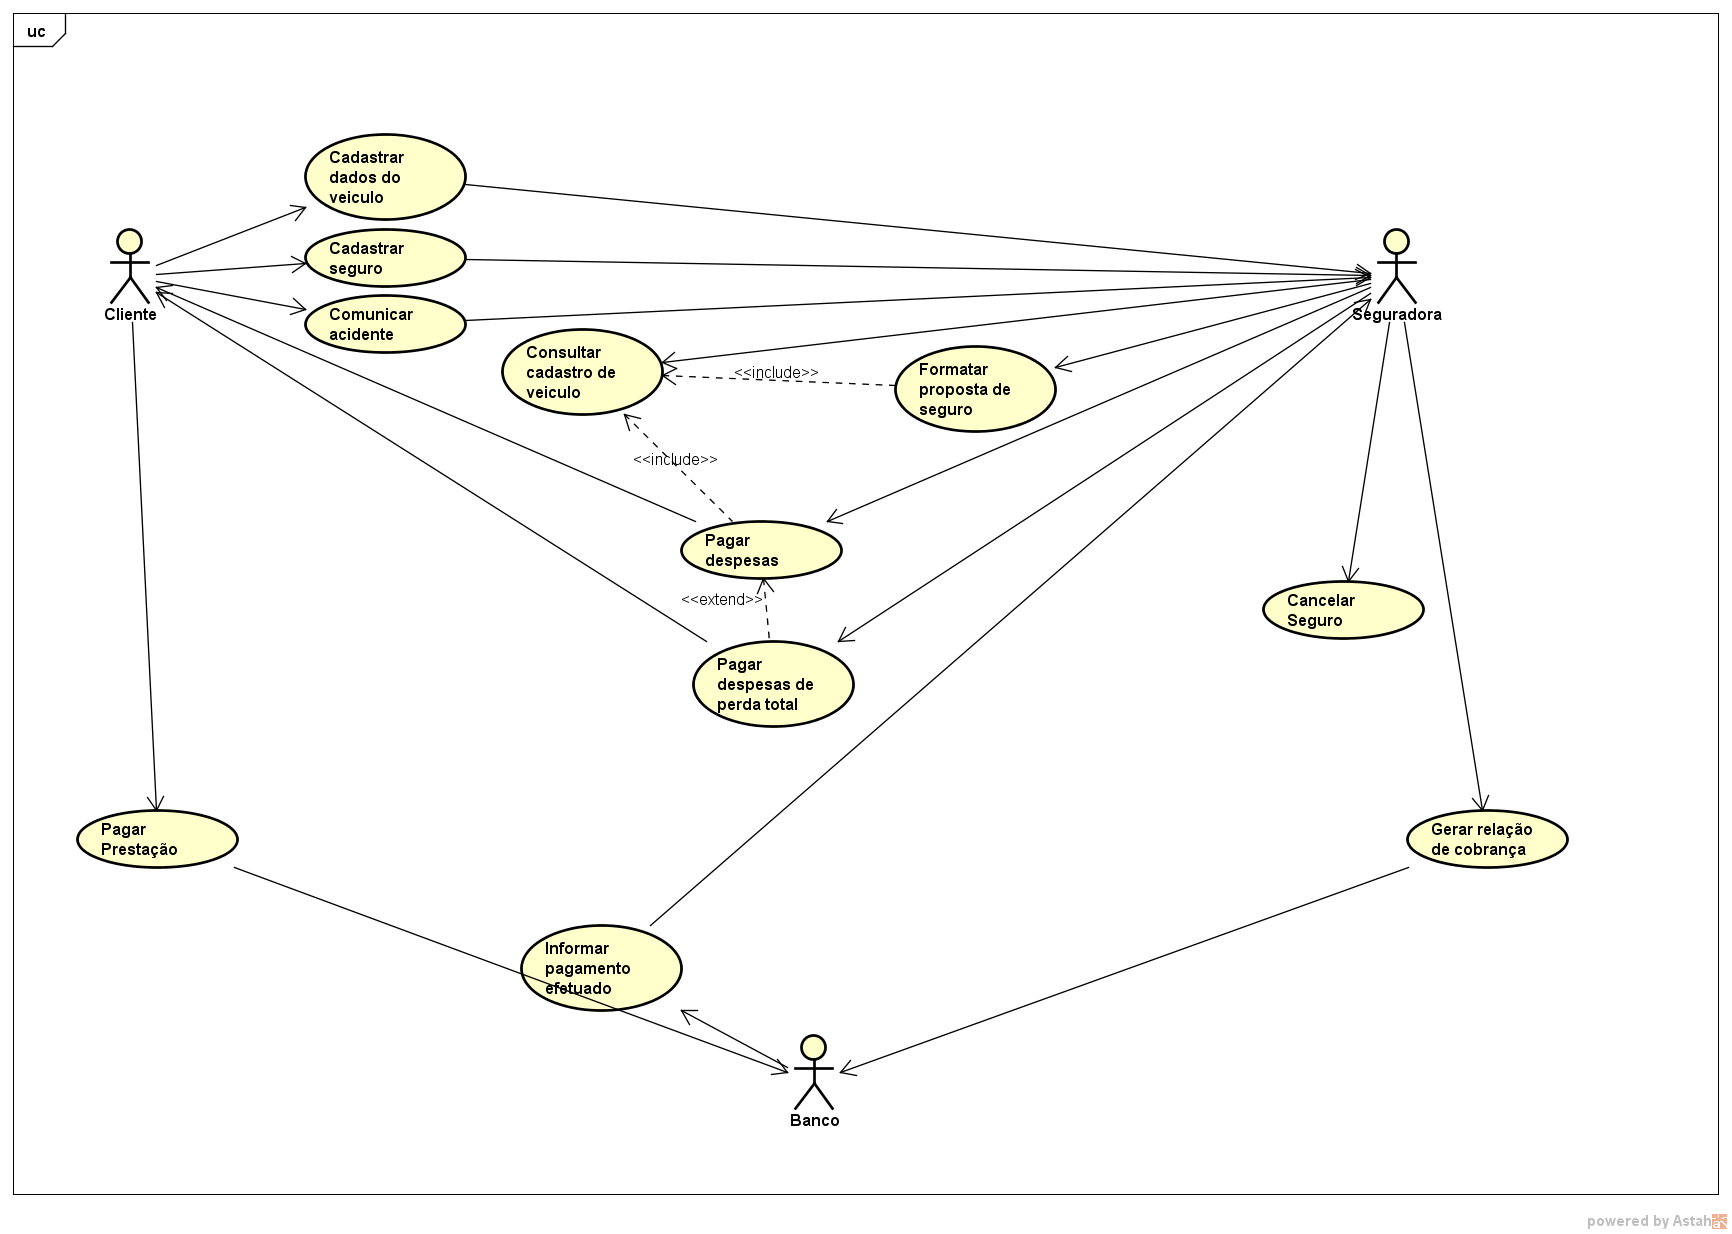 uc
Cadastrar
dados do
veiculo
Cadastrar
seguro
Cliente
Comunicar
acidente
Seguradora
Consultar
cadastro de
veiculo
<<include>>
Formatar
proposta de
seguro
<<include>>
Pagar
despesas
<<extend>>
Cancelar
Seguro
Pagar
despesas de
perda total
Pagar
Prestação
Gerar relação
de cobrança
Informar
pagamento
efetuado
Banco
powered by Astah